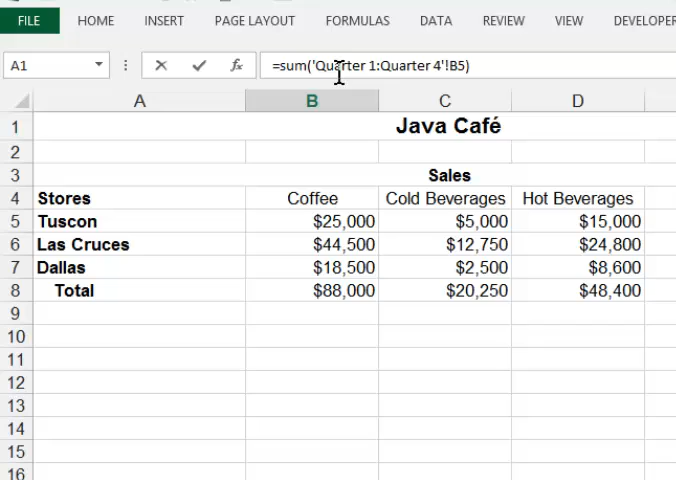 FILE HOME INSERT PAGE LAYOUT FORMULAS DATA REVIEW VIEW DEVELOPER
A1 fx =sum('Quarter 1:Quarter 4'!B5)
A B C D
1 Java Café
2
3 Sales
4 Stores Coffee Cold Beverages Hot Beverages
5 Tuscon $25,000 $5,000 $15,000
6 Las Cruces $44,500 $12,750 $24,800
7 Dallas $18,500 $2,500 $8,600
8 Total $88,000 $20,250 $48,400
9
10
11
12
13
14
15
16